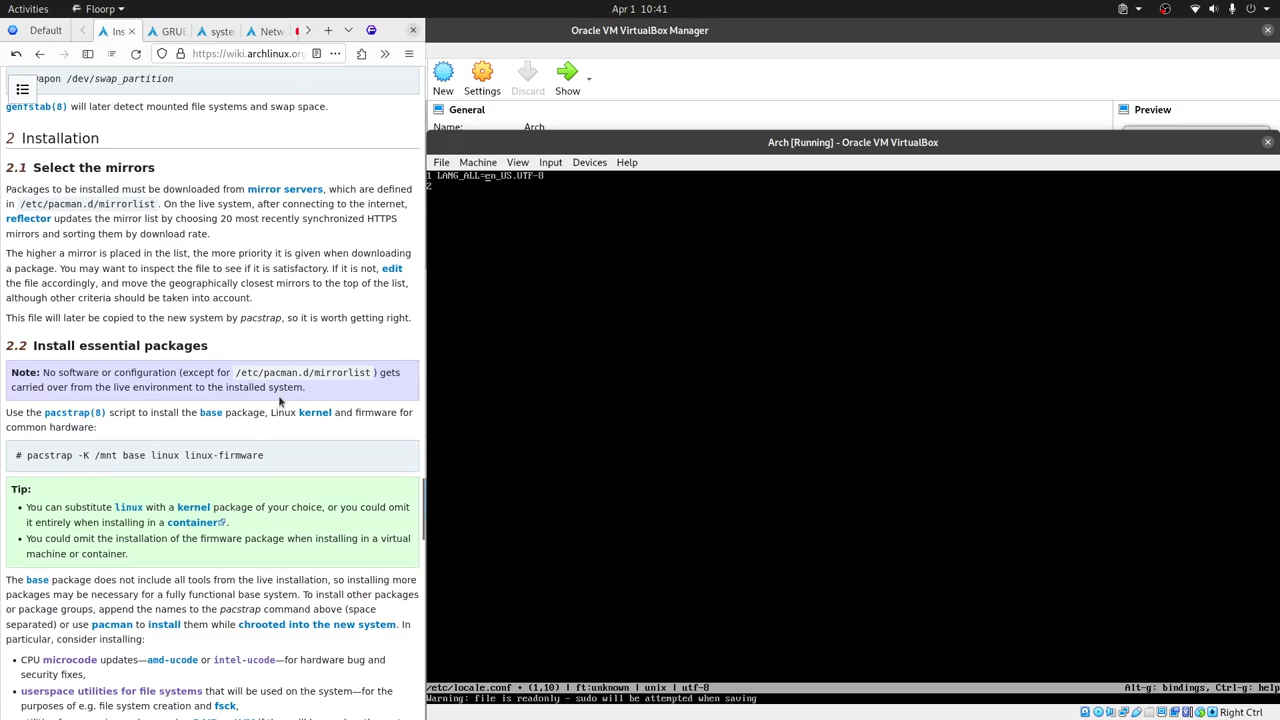 Activities
Floorp
Apr 1 10:41
Default
Ins
GRUE
syste
Netw
https://wiki.archlinux.org
apon /dev/swap_partition
genfstab(8) will later detect mounted file systems and swap space.
2 Installation
2.1 Select the mirrors
Packages to be installed must be downloaded from mirror servers, which are defined
in /etc/pacman.d/mirrorlist. On the live system, after connecting to the internet,
reflector updates the mirror list by choosing 20 most recently synchronized HTTPS
mirrors and sorting them by download rate.
The higher a mirror is placed in the list, the more priority it is given when downloading
a package. You may want to inspect the file to see if it is satisfactory. If it is not, edit
the file accordingly, and move the geographically closest mirrors to the top of the list,
although other criteria should be taken into account.
This file will later be copied to the new system by pacstrap, so it is worth getting right.
2.2 Install essential packages
Note: No software or configuration (except for /etc/pacman.d/mirrorlist) gets
carried over from the live environment to the installed system.
Use the pacstrap(8) script to install the base package, Linux kernel and firmware for
common hardware:
# pacstrap -K /mnt base linux linux-firmware
Tip:
• You can substitute linux with a kernel package of your choice, or you could omit
it entirely when installing in a container.
• You could omit the installation of the firmware package when installing in a virtual
machine or container.
The base package does not include all tools from the live installation, so installing more
packages may be necessary for a fully functional base system. To install other packages
or package groups, append the names to the pacstrap command above (space
separated) or use pacman to install them while chrooted into the new system. In
particular, consider installing:
• CPU microcode updates—amd-ucode or intel-ucode—for hardware bug and
security fixes,
• userspace utilities for file systems that will be used on the system—for the
purposes of e.g. file system creation and fsck,
Oracle VM VirtualBox Manager
New
Settings
Discard
Show
General
Preview
Name: Arch
Arch [Running] - Oracle VM VirtualBox
File Machine View Input Devices Help
1 LANG_ALL=en_US.UTF-8
2
/etc/locale.conf + (1,10) | ft:unknown | unix | utf-8
Alt-g: bindings, Ctrl-g: help
Warning: file is readonly - sudo will be attempted when saving
Right Ctrl